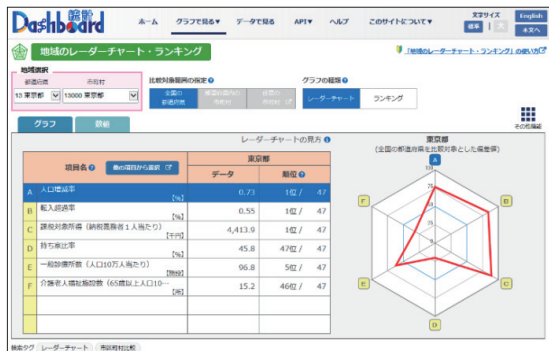 Dashboard
ホーム グラフで見る▼ データで見る API▼ ヘルプ このサイトについて▼
文字サイズ
標準 大
English
本文へ
地域のレーダーチャート・ランキング
「地域のレーダーチャート・ランキング」の使い方
地域選択
都道府県 市町村
13 東京都 13000 東京都
比較対象範囲の指定
全国の
都道府県
グラフの種類
レーダーチャート ランキング
その他機能
グラフ 数値
レーダーチャートの見方
項目名 他の項目から選択
東京都
データ 順位
A 人口増減率 【%】 0.73 1位 / 47
B 転入超過率 【%】 0.55 1位 / 47
C 課税対象所得（納税義務者１人当たり） 【千円】 4,413.9 1位 / 47
D 持ち家比率 【%】 45.8 47位 / 47
E 一般診療所数（人口10万人当たり） 【施設】 96.8 5位 / 47
F 介護老人福祉施設数（65歳以上人口10… 15.2 46位 / 47
東京都
(全国の都道府県を比較対象とした偏差値)
A
B
C
D
E
F
検索タグ レーダーチャート 市区町村比較